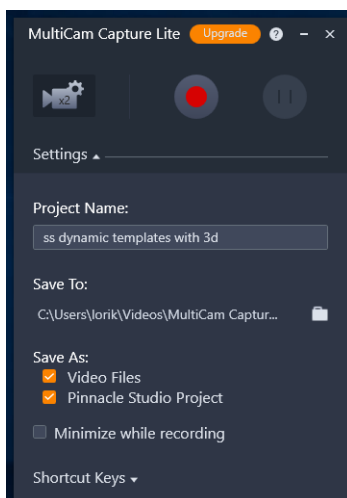 MultiCam Capture Lite Upgrade ?
x2
Settings
Project Name:
ss dynamic templates with 3d
Save To:
C:\Users\lorik\Videos\MultiCam Captur...
Save As:
Video Files
Pinnacle Studio Project
Minimize while recording
Shortcut Keys